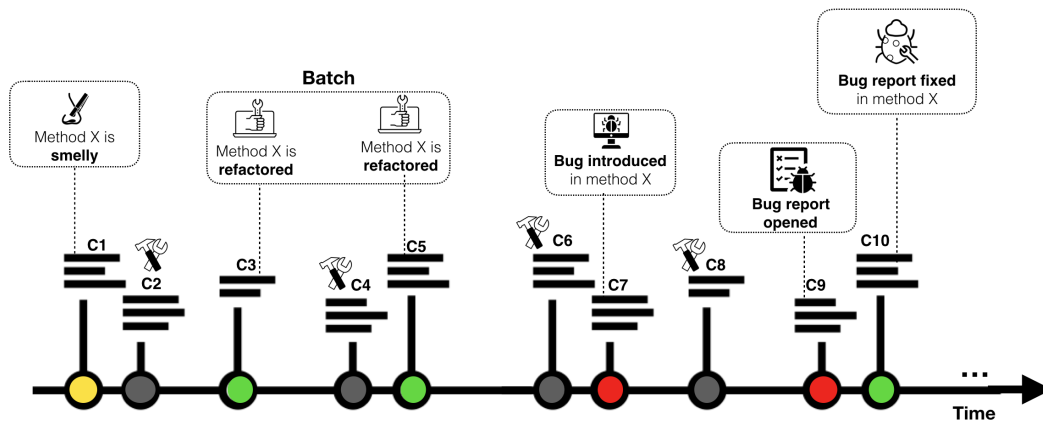 Batch
Method X is
smelly
Method X is
refactored
Method X is
refactored
Bug introduced
in method X
Bug report
opened
Bug report fixed
in method X
C1
C2
C3
C4
C5
C6
C7
C8
C9
C10
...
Time